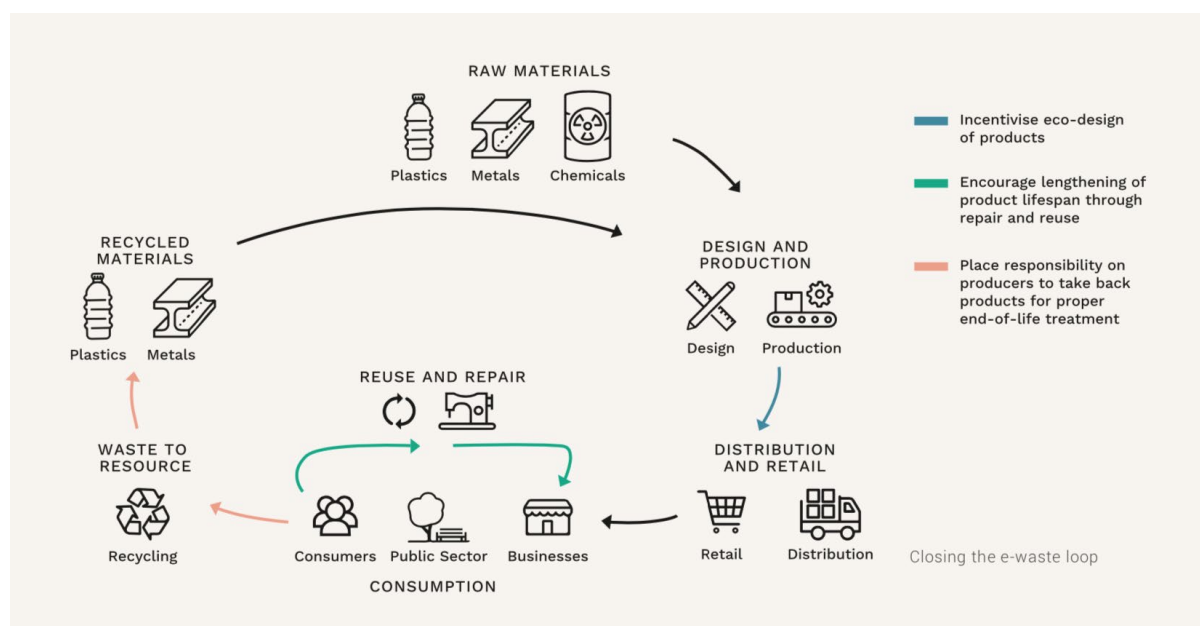 RAW MATERIALS
Plastics
Metals
Chemicals
Incentivise eco-design
of products
Encourage lengthening of
product lifespan through
repair and reuse
Place responsibility on
producers to take back
products for proper
end-of-life treatment
RECYCLED
MATERIALS
Plastics
Metals
DESIGN AND
PRODUCTION
Design
Production
REUSE AND REPAIR
WASTE TO
RESOURCE
Recycling
DISTRIBUTION
AND RETAIL
Retail
Distribution
Consumers
Public Sector
Businesses
CONSUMPTION
Closing the e-waste loop